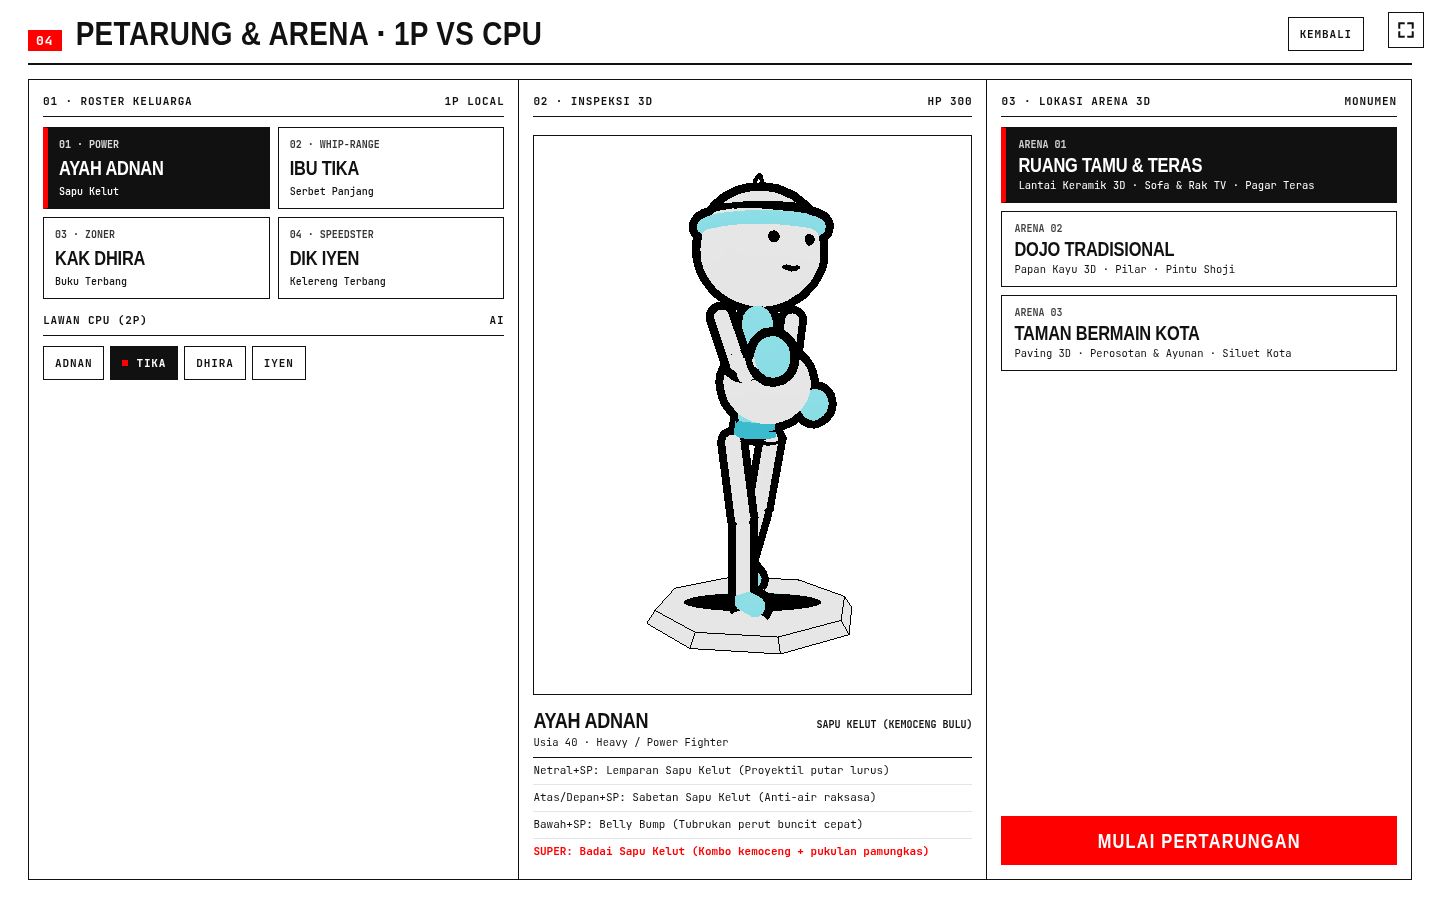 04 PETARUNG & ARENA · 1P VS CPU
KEMBALI
01 · ROSTER KELUARGA 1P LOCAL
01 · POWER
AYAH ADNAN
Sapu Kelut
02 · WHIP-RANGE
IBU TIKA
Serbet Panjang
03 · ZONER
KAK DHIRA
Buku Terbang
04 · SPEEDSTER
DIK IYEN
Kelereng Terbang
LAWAN CPU (2P) AI
ADNAN TIKA DHIRA IYEN
02 · INSPEKSI 3D HP 300
AYAH ADNAN SAPU KELUT (KEMOCENG BULU)
Usia 40 · Heavy / Power Fighter
Netral+SP: Lemparan Sapu Kelut (Proyektil putar lurus)
Atas/Depan+SP: Sabetan Sapu Kelut (Anti-air raksasa)
Bawah+SP: Belly Bump (Tubrukan perut buncit cepat)
SUPER: Badai Sapu Kelut (Kombo kemoceng + pukulan pamungkas)
03 · LOKASI ARENA 3D MONUMEN
ARENA 01
RUANG TAMU & TERAS
Lantai Keramik 3D · Sofa & Rak TV · Pagar Teras
ARENA 02
DOJO TRADISIONAL
Papan Kayu 3D · Pilar · Pintu Shoji
ARENA 03
TAMAN BERMAIN KOTA
Paving 3D · Perosotan & Ayunan · Siluet Kota
MULAI PERTARUNGAN